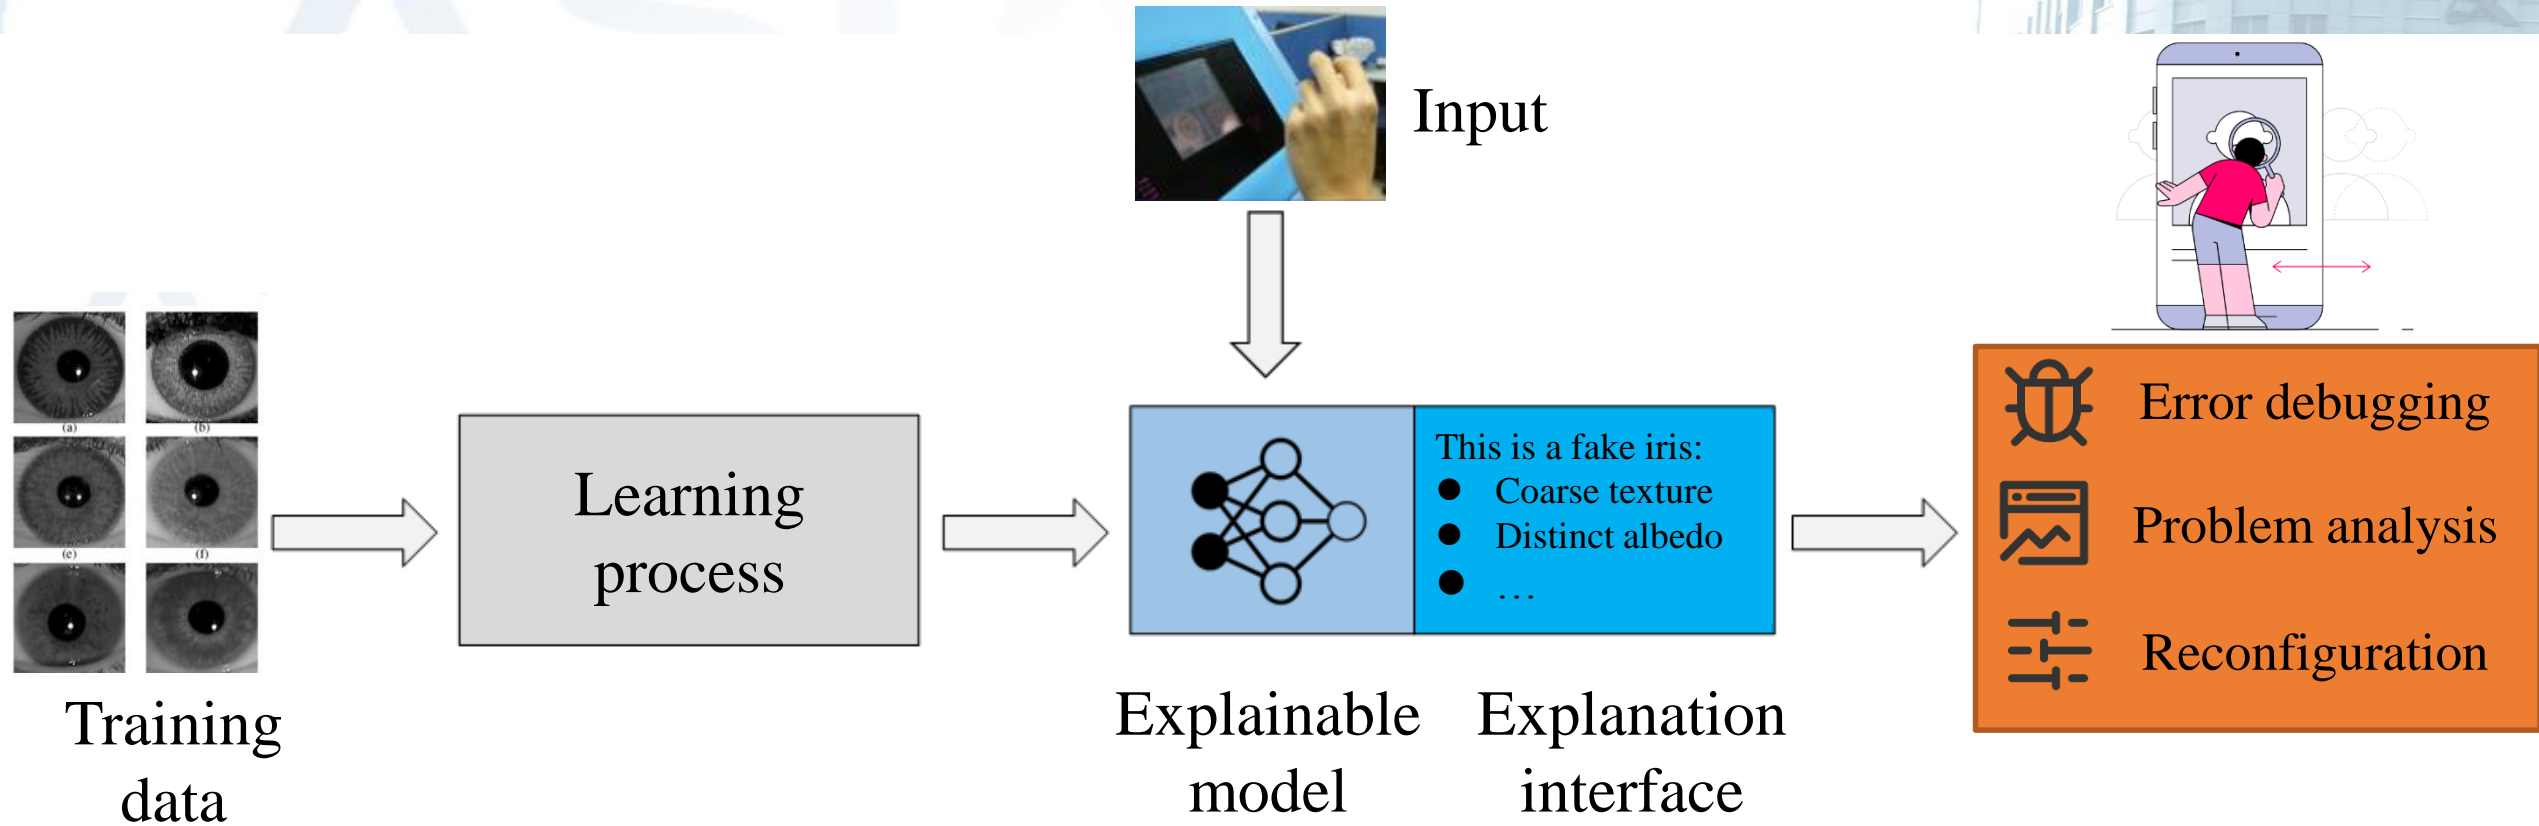 Input
(a)
(b)
(e)
(f)
Training
data
Learning
process
This is a fake iris:
● Coarse texture
● Distinct albedo
● …
Explainable
model
Explanation
interface
Error debugging
Problem analysis
Reconfiguration